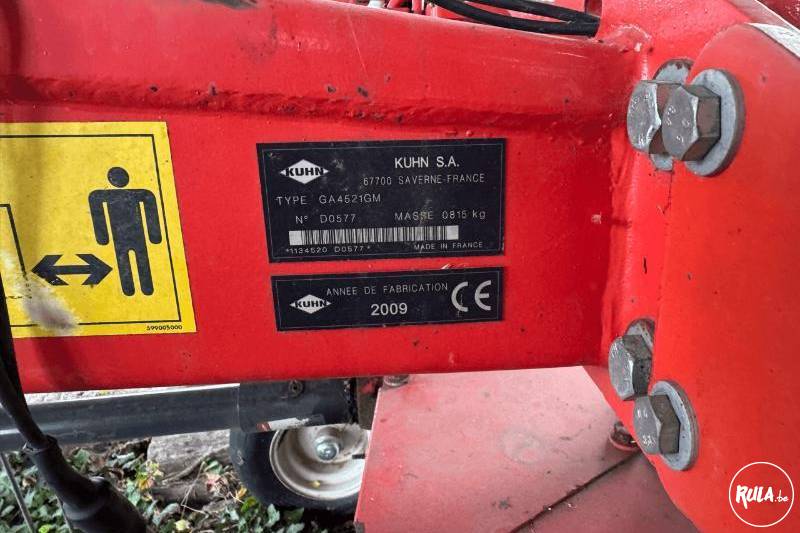 KUHN
KUHN S.A.
67700 SAVERNE-FRANCE
TYPE GA4521GM
N° D0577 MASSE 0815 kg
*1134520 D0577*
MADE IN FRANCE
KUHN
ANNEE DE FABRICATION
2009
CE
599005000
RULA.be